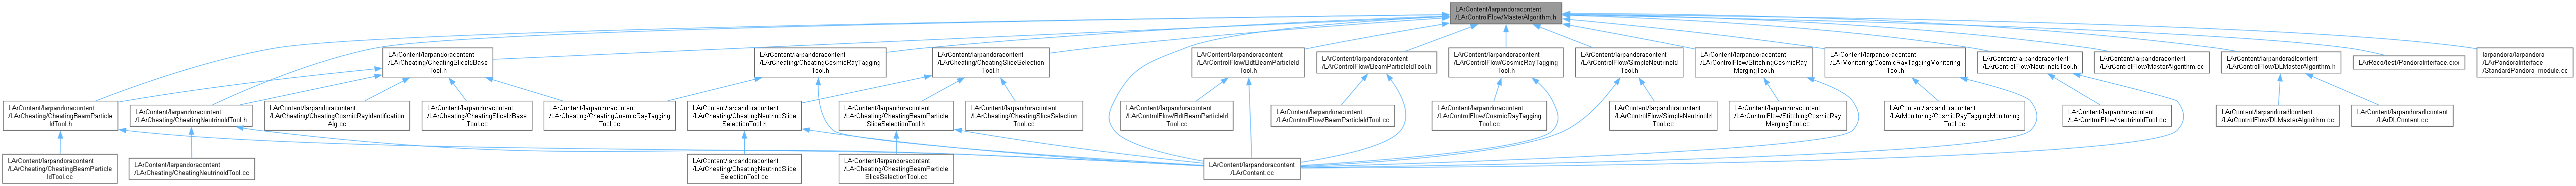 LArContent/larpandoracontent
/LArControlFlow/MasterAlgorithm.h
LArContent/larpandoracontent
/LArCheating/CheatingSliceIdBase
Tool.h
LArContent/larpandoracontent
/LArCheating/CheatingCosmicRayTagging
Tool.h
LArContent/larpandoracontent
/LArCheating/CheatingSliceSelection
Tool.h
LArContent/larpandoracontent
/LArControlFlow/BdtBeamParticleId
Tool.h
LArContent/larpandoracontent
/LArControlFlow/BeamParticleIdTool.h
LArContent/larpandoracontent
/LArControlFlow/CosmicRayTagging
Tool.h
LArContent/larpandoracontent
/LArControlFlow/SimpleNeutrinoId
Tool.h
LArContent/larpandoracontent
/LArControlFlow/StitchingCosmicRay
MergingTool.h
LArContent/larpandoracontent
/LArMonitoring/CosmicRayTaggingMonitoring
Tool.h
LArContent/larpandoracontent
/LArControlFlow/NeutrinoIdTool.h
LArContent/larpandoracontent
/LArControlFlow/MasterAlgorithm.cc
LArContent/larpandoradlcontent
/LArControlFlow/DLMasterAlgorithm.h
LArReco/test/PandoraInterface.cxx
larpandora/larpandora
/LArPandoraInterface
/StandardPandora_module.cc
LArContent/larpandoracontent
/LArCheating/CheatingBeamParticle
IdTool.h
LArContent/larpandoracontent
/LArCheating/CheatingNeutrinoIdTool.h
LArContent/larpandoracontent
/LArCheating/CheatingCosmicRayIdentification
Alg.cc
LArContent/larpandoracontent
/LArCheating/CheatingSliceIdBase
Tool.cc
LArContent/larpandoracontent
/LArCheating/CheatingCosmicRayTagging
Tool.cc
LArContent/larpandoracontent
/LArCheating/CheatingNeutrinoSlice
SelectionTool.h
LArContent/larpandoracontent
/LArCheating/CheatingBeamParticle
SliceSelectionTool.h
LArContent/larpandoracontent
/LArCheating/CheatingSliceSelection
Tool.cc
LArContent/larpandoracontent
/LArControlFlow/BdtBeamParticleId
Tool.cc
LArContent/larpandoracontent
/LArControlFlow/BeamParticleIdTool.cc
LArContent/larpandoracontent
/LArControlFlow/CosmicRayTagging
Tool.cc
LArContent/larpandoracontent
/LArControlFlow/SimpleNeutrinoId
Tool.cc
LArContent/larpandoracontent
/LArControlFlow/StitchingCosmicRay
MergingTool.cc
LArContent/larpandoracontent
/LArMonitoring/CosmicRayTaggingMonitoring
Tool.cc
LArContent/larpandoracontent
/LArControlFlow/NeutrinoIdTool.cc
LArContent/larpandoradlcontent
/LArControlFlow/DLMasterAlgorithm.cc
LArContent/larpandoradlcontent
/LArDLContent.cc
LArContent/larpandoracontent
/LArCheating/CheatingBeamParticle
IdTool.cc
LArContent/larpandoracontent
/LArCheating/CheatingNeutrinoIdTool.cc
LArContent/larpandoracontent
/LArCheating/CheatingNeutrinoSlice
SelectionTool.cc
LArContent/larpandoracontent
/LArCheating/CheatingBeamParticle
SliceSelectionTool.cc
LArContent/larpandoracontent
/LArContent.cc